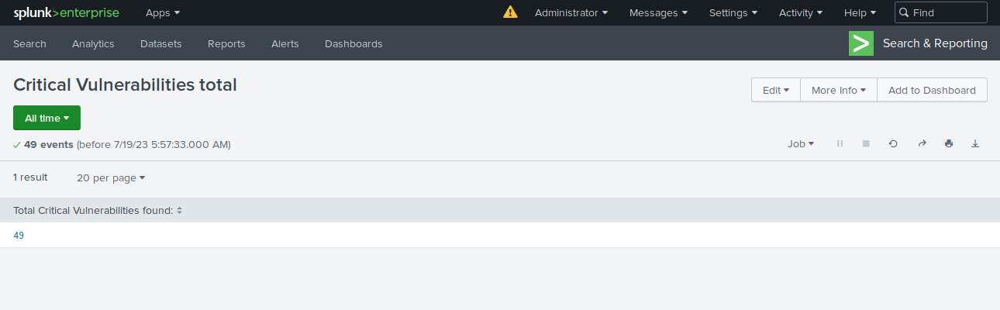 splunk>enterprise Apps Administrator Messages Settings Activity Help Find
Search Analytics Datasets Reports Alerts Dashboards Search & Reporting
Critical Vulnerabilities total
Edit More Info Add to Dashboard
All time
49 events (before 7/19/23 5:57:33.000 AM)
Job
1 result 20 per page
Total Critical Vulnerabilities found:
49